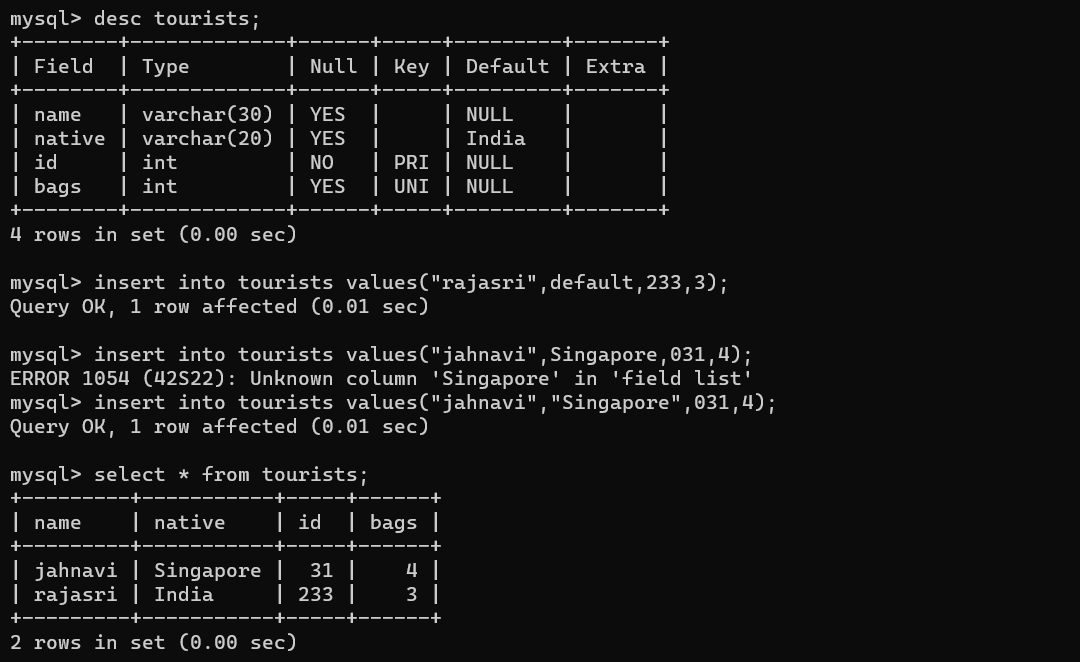 mysql> desc tourists;
+--------+-------------+------+-----+---------+-------+
| Field  | Type        | Null | Key | Default | Extra |
+--------+-------------+------+-----+---------+-------+
| name   | varchar(30) | YES  |     | NULL    |       |
| native | varchar(20) | YES  |     | India   |       |
| id     | int         | NO   | PRI | NULL    |       |
| bags   | int         | YES  | UNI | NULL    |       |
+--------+-------------+------+-----+---------+-------+
4 rows in set (0.00 sec)

mysql> insert into tourists values("rajasri",default,233,3);
Query OK, 1 row affected (0.01 sec)

mysql> insert into tourists values("jahnavi",Singapore,031,4);
ERROR 1054 (42S22): Unknown column 'Singapore' in 'field list'
mysql> insert into tourists values("jahnavi","Singapore",031,4);
Query OK, 1 row affected (0.01 sec)

mysql> select * from tourists;
+---------+-----------+-----+------+
| name    | native    | id  | bags |
+---------+-----------+-----+------+
| jahnavi | Singapore |  31 |    4 |
| rajasri | India     | 233 |    3 |
+---------+-----------+-----+------+
2 rows in set (0.00 sec)